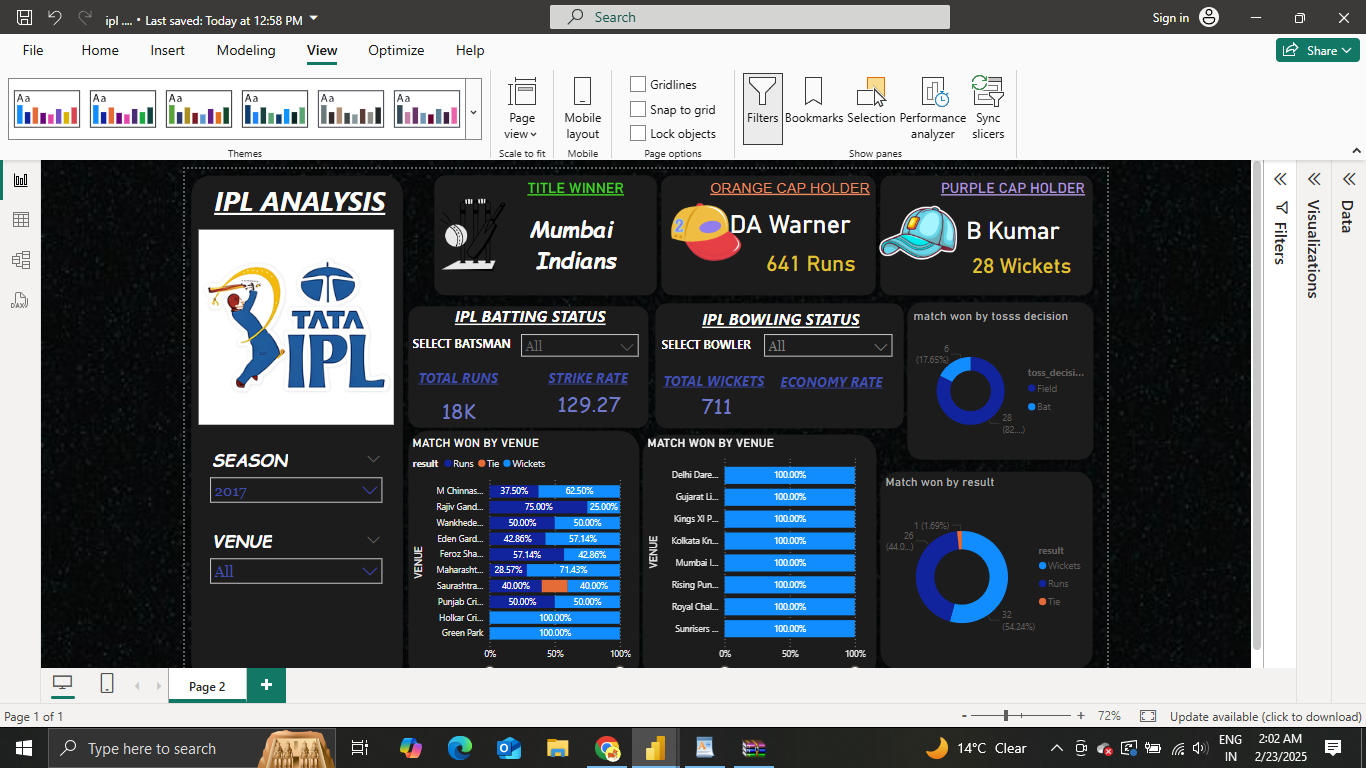 ipl .... • Last saved: Today at 12:58 PM
Search
Sign in
File Home Insert Modeling View Optimize Help
Share
Aa Aa Aa Aa Aa Aa
Themes
Page view
Scale to fit
Mobile layout
Mobile
Gridlines
Snap to grid
Lock objects
Page options
Filters
Bookmarks
Selection
Performance analyzer
Sync slicers
Show panes
IPL ANALYSIS
TATA
IPL
SEASON
2017
VENUE
All
TITLE WINNER
Mumbai
Indians
ORANGE CAP HOLDER
2
DA Warner
641 Runs
PURPLE CAP HOLDER
B Kumar
28 Wickets
IPL BATTING STATUS
SELECT BATSMAN All
TOTAL RUNS STRIKE RATE
18K 129.27
IPL BOWLING STATUS
SELECT BOWLER All
TOTAL WICKETS ECONOMY RATE
711
match won by tosss decision
6
(17.65%)
28
(82....)
toss_decisi...
Field
Bat
MATCH WON BY VENUE
result Runs Tie Wickets
VENUE
M Chinnas... 37.50% 62.50%
Rajiv Gand... 75.00% 25.00%
Wankhede... 50.00% 50.00%
Eden Gard... 42.86% 57.14%
Feroz Sha... 57.14% 42.86%
Maharasht... 28.57% 71.43%
Saurashtra... 40.00% 40.00%
Punjab Cri... 50.00% 50.00%
Holkar Cri... 100.00%
Green Park 100.00%
0% 50% 100%
MATCH WON BY VENUE
VENUE
Delhi Dare... 100.00%
Gujarat Li... 100.00%
Kings XI P... 100.00%
Kolkata Kn... 100.00%
Mumbai I... 100.00%
Rising Pun... 100.00%
Royal Chal... 100.00%
Sunrisers ... 100.00%
0% 50% 100%
Match won by result
1 (1.69%)
26
(44.0...)
32
(54.24%)
result
Wickets
Runs
Tie
Filters
Visualizations
Data
DAX
Page 2
Page 1 of 1
- + 72%
Update available (click to download)
Type here to search
14°C Clear
ENG
IN
2:02 AM
2/23/2025